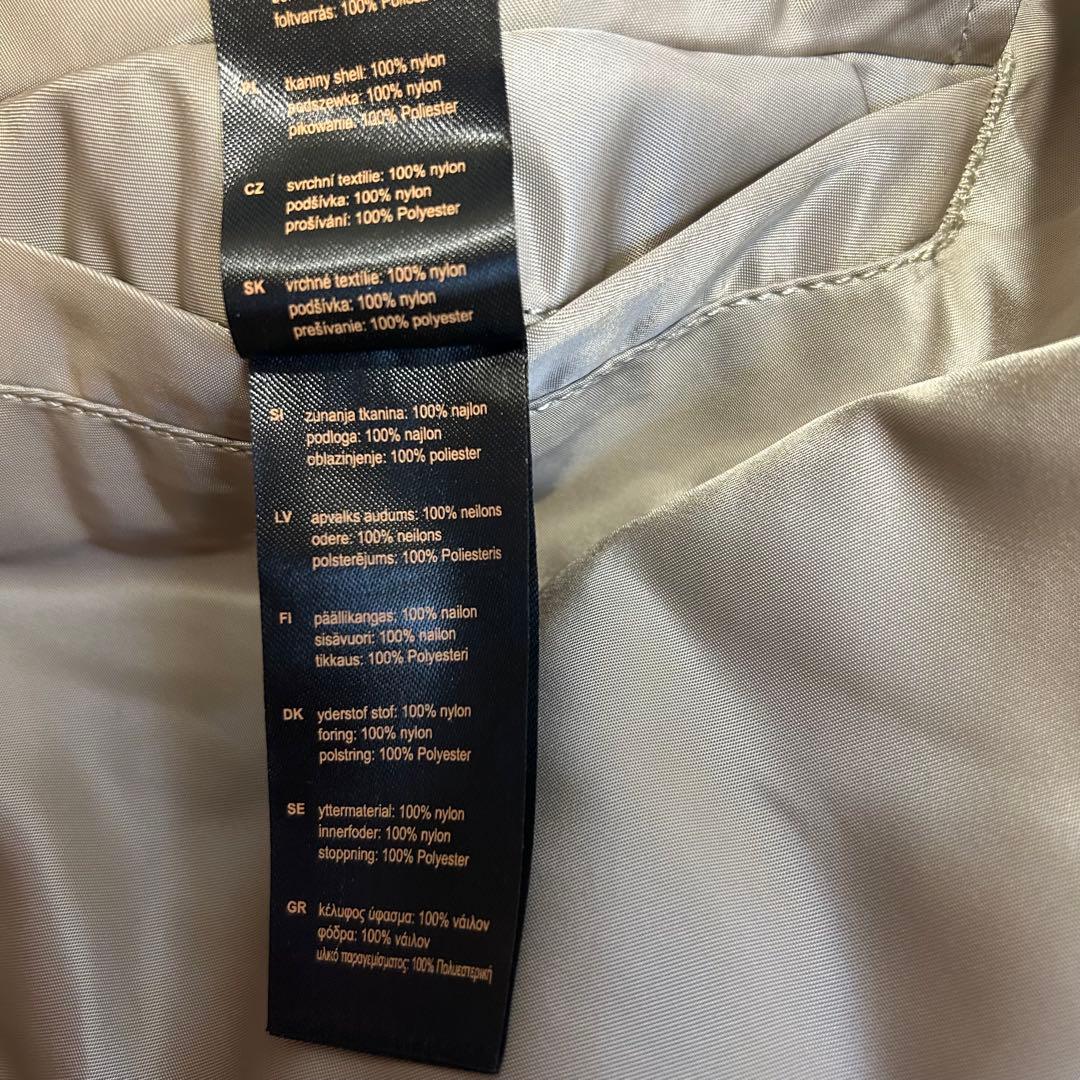 foltvarrás: 100%
PL tkaniny shell: 100% nylon
podszewka: 100% nylon
pikowanie: 100% Poliester
CZ svrchní textílie: 100% nylon
podšívka: 100% nylon
prošívání: 100% Polyester
SK vrchné textílie: 100% nylon
podšívka: 100% nylon
prešívanie: 100% polyester
SI zunanja tkanina: 100% najlon
podloga: 100% najlon
oblazinjenje: 100% poliester
LV apvalks audums: 100% neilons
odere: 100% neilons
polsterējums: 100% Poliesteris
FI päällikangas: 100% nailon
sisävuori: 100% nailon
tikkaus: 100% Polyesteri
DK yderstof stof: 100% nylon
foring: 100% nylon
polstring: 100% Polyester
SE yttermaterial: 100% nylon
innerfoder: 100% nylon
stoppning: 100% Polyester
GR κέλυφος ύφασμα: 100% νάιλον
φόδρα: 100% νάιλον
υλικό παραγεμίσματος: 100% Πολυεστερική